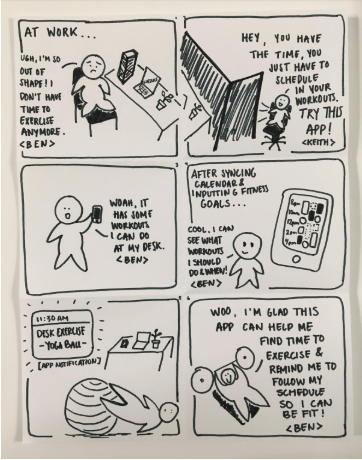 AT WORK...
UGH, I'M SO
OUT OF
SHAPE! I
DON'T HAVE
TIME TO
EXERCISE
ANYMORE.
<BEN>
HEY, YOU HAVE
THE TIME, YOU
JUST HAVE TO
SCHEDULE
IN YOUR
WORKOUTS.
TRY THIS
APP!
<KEITH>
WOAH, IT
HAS SOME
WORKOUTS
I CAN DO
AT MY DESK.
<BEN>
AFTER SYNCING
CALENDAR &
INPUTTING FITNESS
GOALS...
COOL, I CAN
SEE WHAT
WORKOUTS
I SHOULD
DO & WHEN!
<BEN>
11:30 AM
DESK EXERCISE
-YOGA BALL-
[APP NOTIFICATION]
WOO, I'M GLAD THIS
APP CAN HELP ME
FIND TIME TO
EXERCISE &
REMIND ME TO
FOLLOW MY
SCHEDULE
SO I CAN
BE FIT!
<BEN>